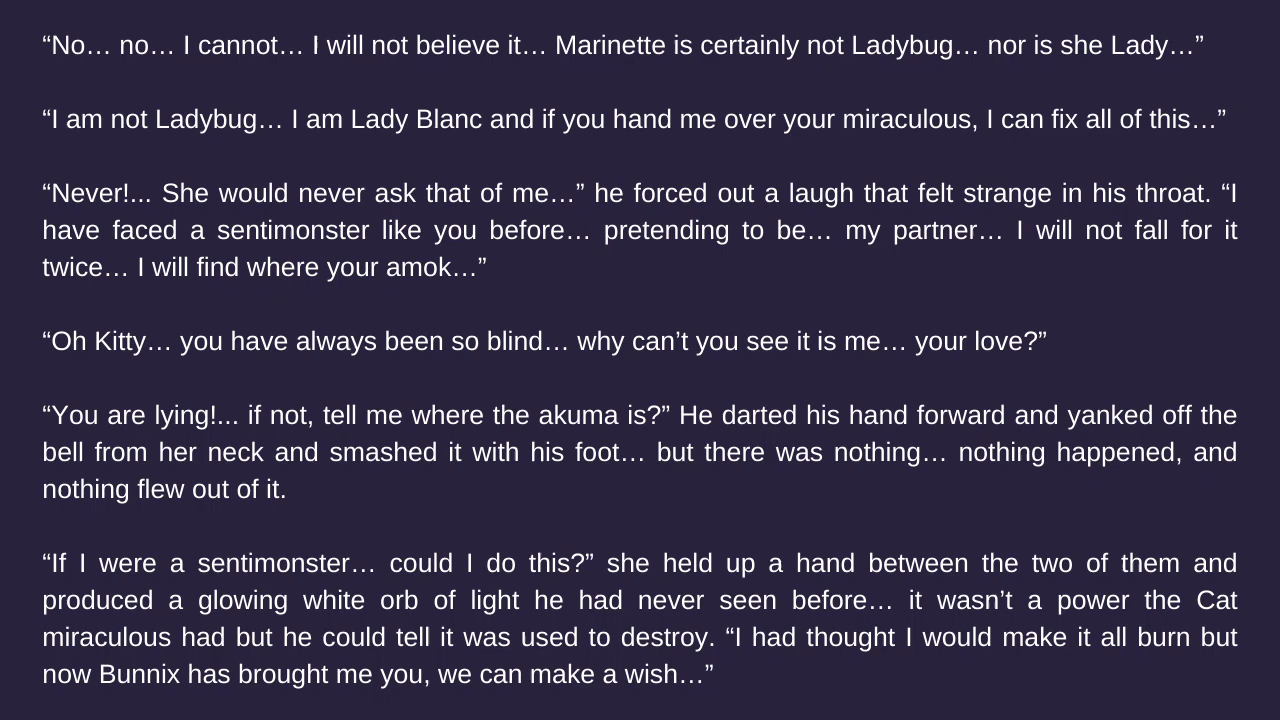 “No… no… I cannot… I will not believe it… Marinette is certainly not Ladybug… nor is she Lady…”
“I am not Ladybug… I am Lady Blanc and if you hand me over your miraculous, I can fix all of this…”
“Never!... She would never ask that of me…” he forced out a laugh that felt strange in his throat. “I
have faced a sentimonster like you before… pretending to be… my partner… I will not fall for it
twice… I will find where your amok…”
“Oh Kitty… you have always been so blind… why can’t you see it is me… your love?”
“You are lying!... if not, tell me where the akuma is?” He darted his hand forward and yanked off the
bell from her neck and smashed it with his foot… but there was nothing… nothing happened, and
nothing flew out of it.
“If I were a sentimonster… could I do this?” she held up a hand between the two of them and
produced a glowing white orb of light he had never seen before… it wasn’t a power the Cat
miraculous had but he could tell it was used to destroy. “I had thought I would make it all burn but
now Bunnix has brought me you, we can make a wish…”